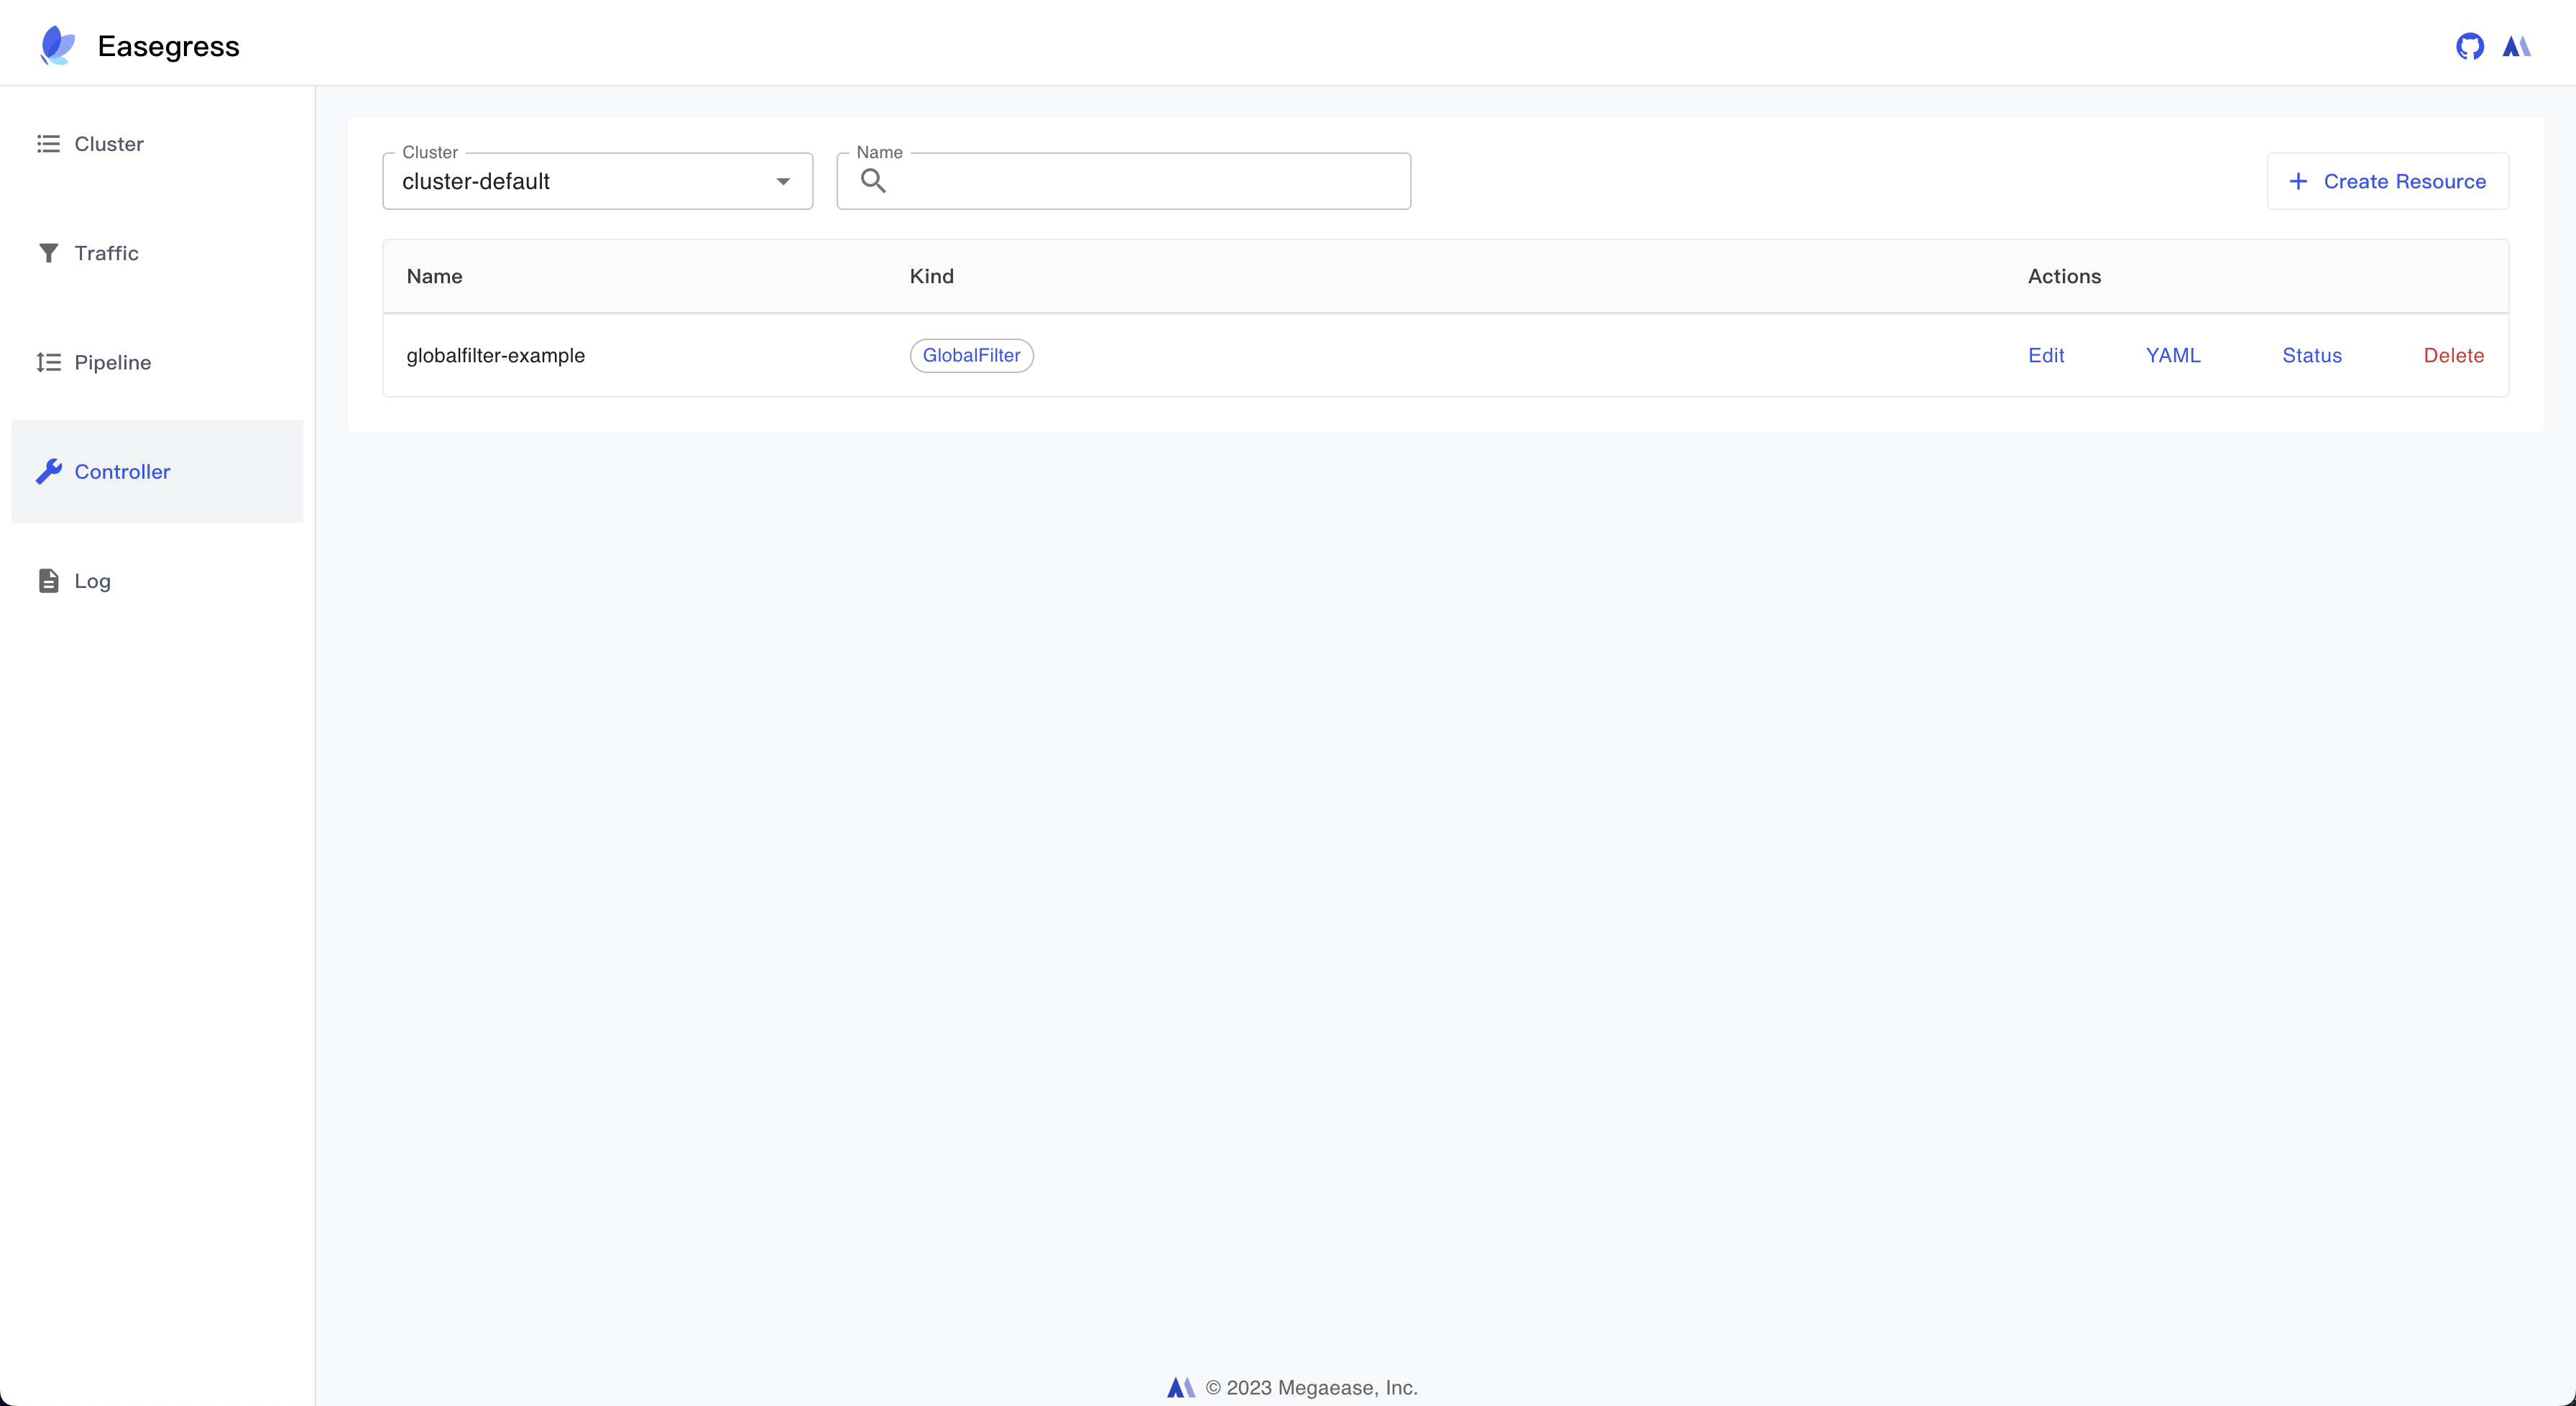 Easegress
Cluster
Traffic
Pipeline
Controller
Log
Cluster
cluster-default
Name
Create Resource
Name Kind Actions
globalfilter-example GlobalFilter Edit YAML Status Delete
© 2023 Megaease, Inc.